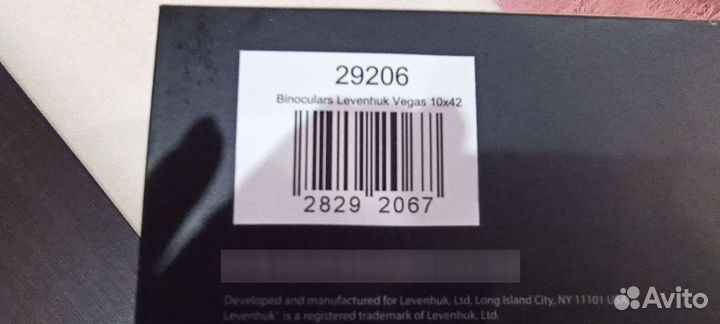 29206
Binoculars Levenhuk Vegas 10x42
2829 2067
Developed and manufactured for Levenhuk, Ltd. Long Island City, NY 11101 USA
Levenhuk® is a registered trademark of Levenhuk, Ltd.
Avito